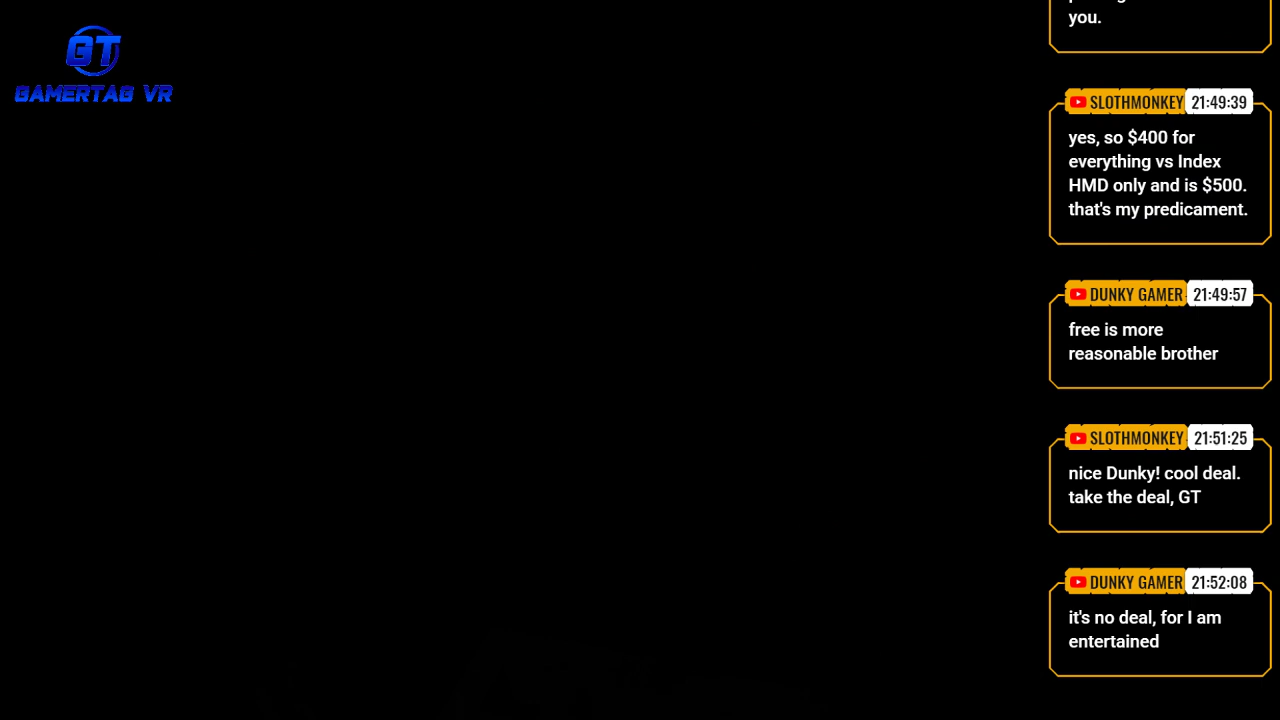 GT
GAMERTAG VR
you.
SLOTHMONKEY 21:49:39
yes, so $400 for
everything vs Index
HMD only and is $500.
that's my predicament.
DUNKY GAMER 21:49:57
free is more
reasonable brother
SLOTHMONKEY 21:51:25
nice Dunky! cool deal.
take the deal, GT
DUNKY GAMER 21:52:08
it's no deal, for I am
entertained